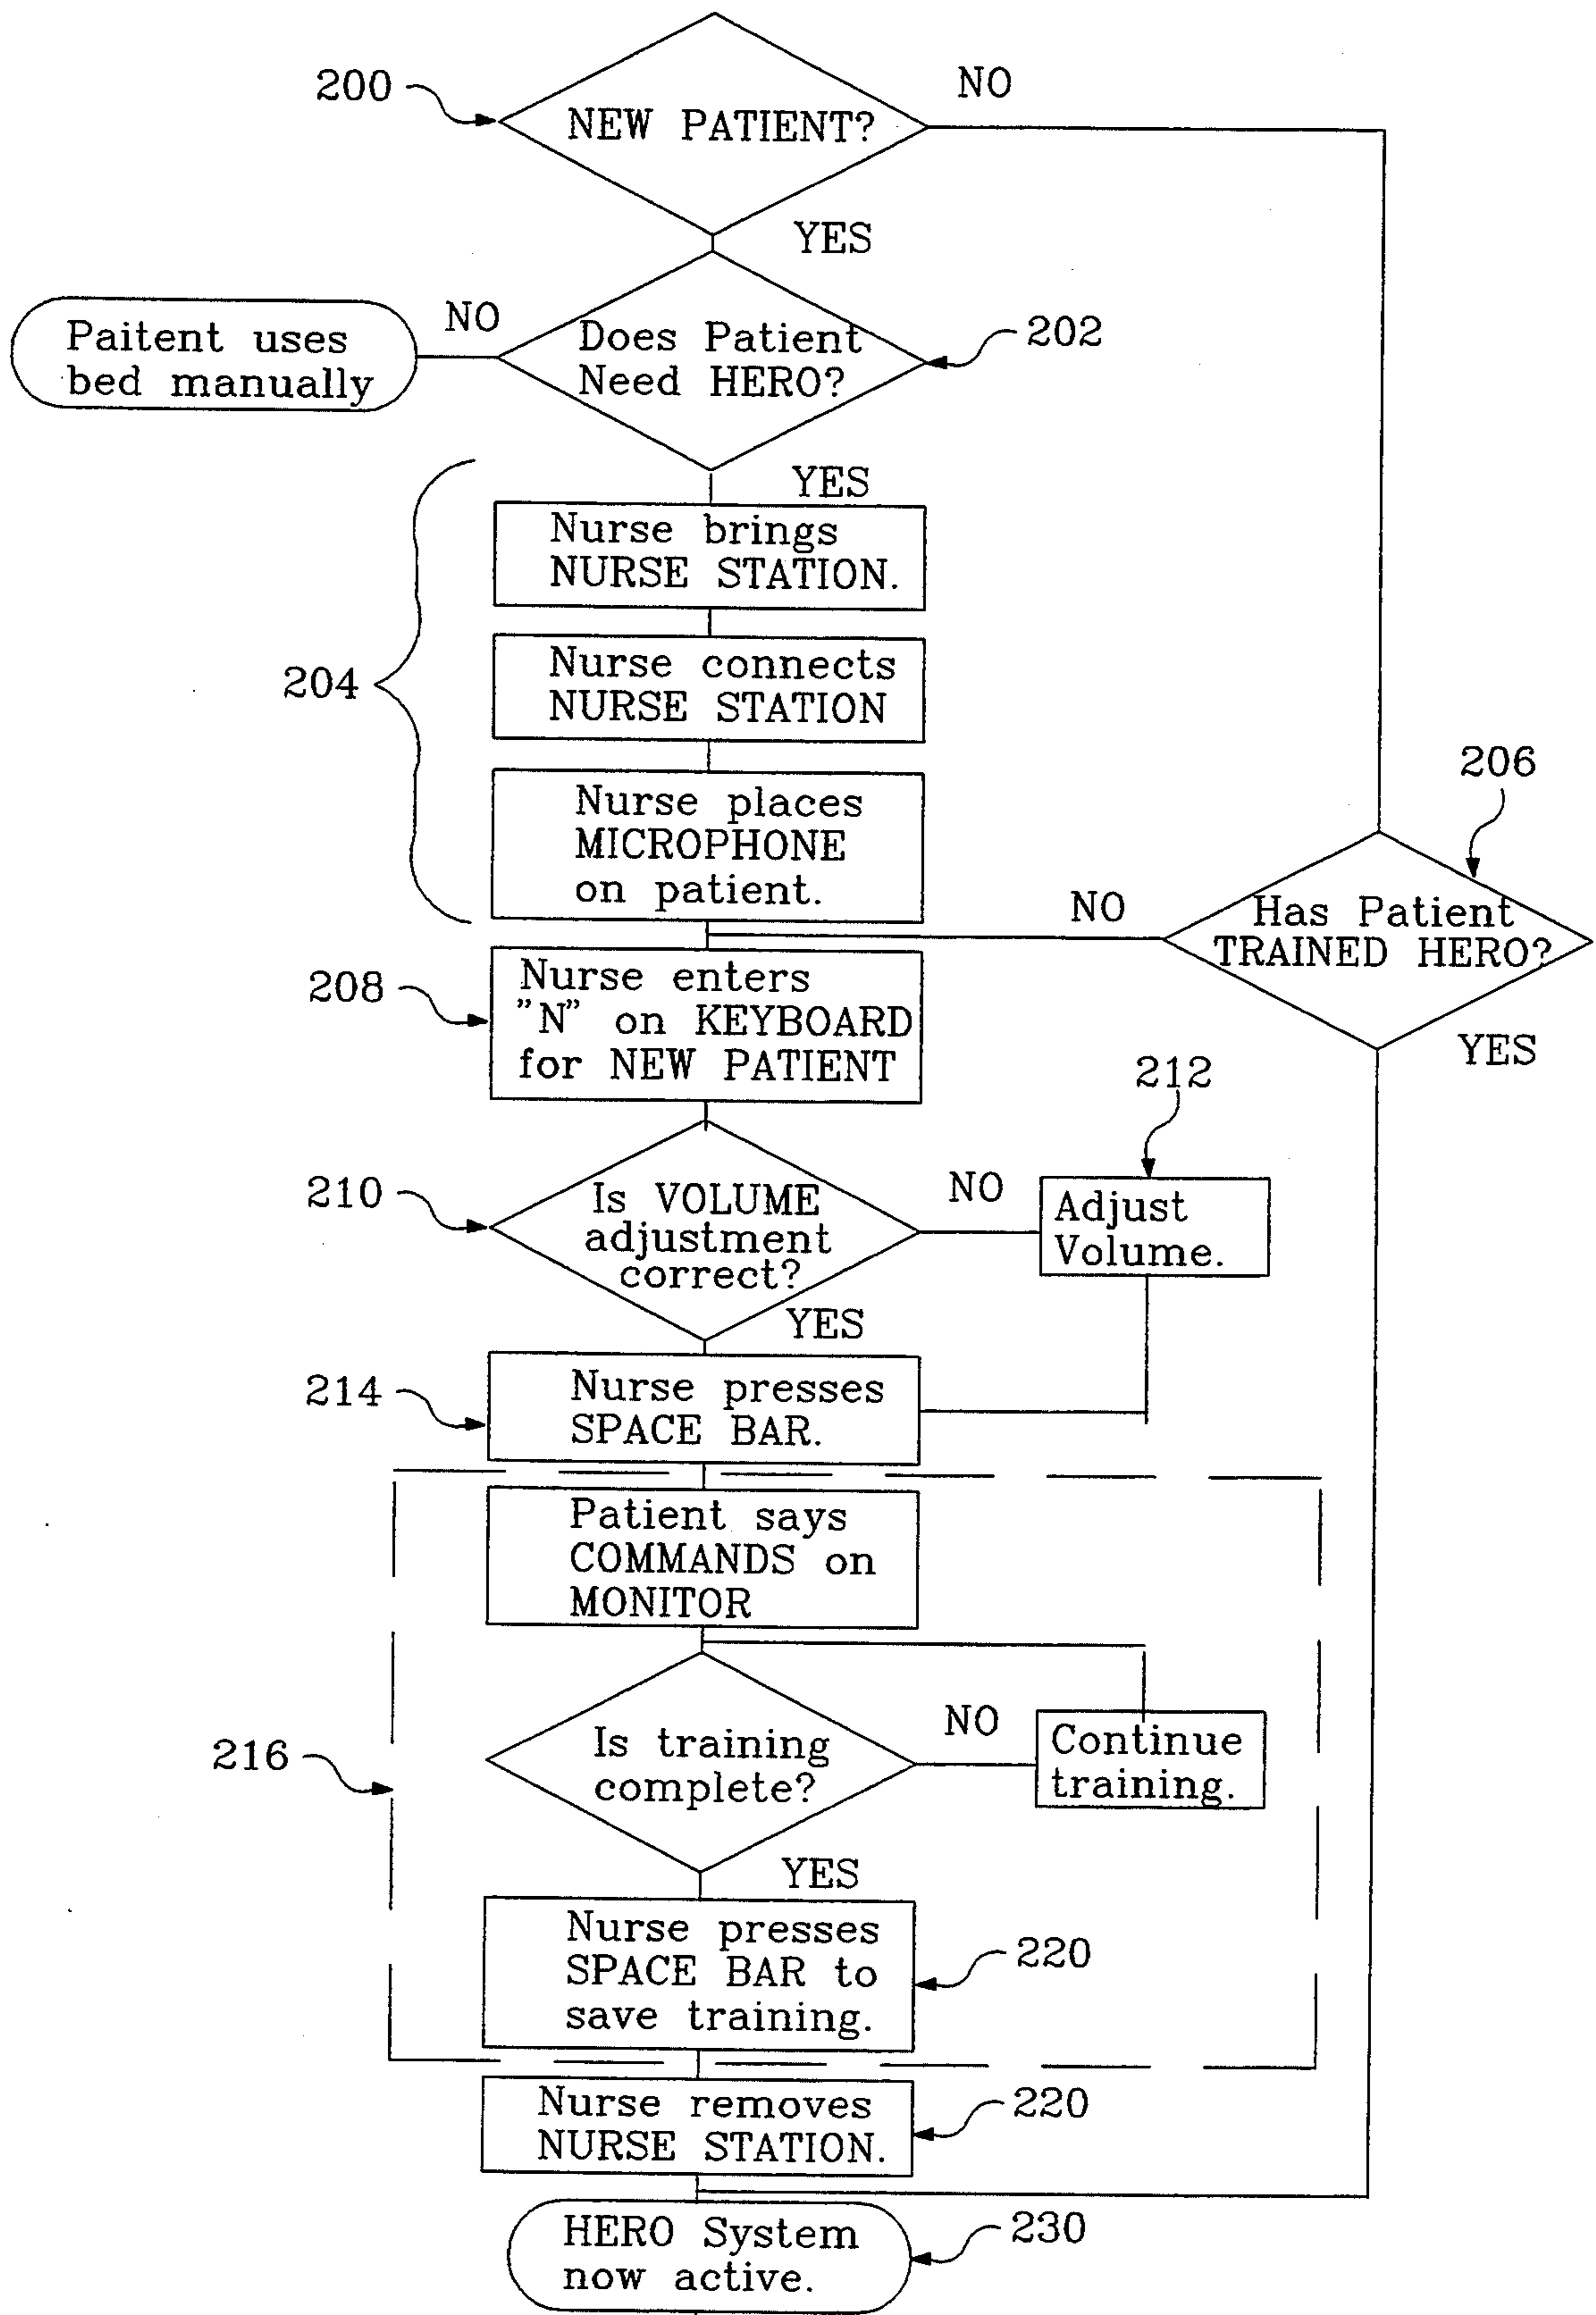 200
NEW PATIENT?
NO
YES
NO
Paitent uses
bed manually
Does Patient
Need HERO?
202
YES
204
Nurse brings
NURSE STATION.
Nurse connects
NURSE STATION
Nurse places
MICROPHONE
on patient.
206
Has Patient
TRAINED HERO?
NO
YES
208
Nurse enters
"N" on KEYBOARD
for NEW PATIENT
210
Is VOLUME
adjustment
correct?
NO
212
Adjust
Volume.
YES
214
Nurse presses
SPACE BAR.
Patient says
COMMANDS on
MONITOR
216
Is training
complete?
NO
Continue
training.
YES
Nurse presses
SPACE BAR to
save training.
220
Nurse removes
NURSE STATION.
220
HERO System
now active.
230